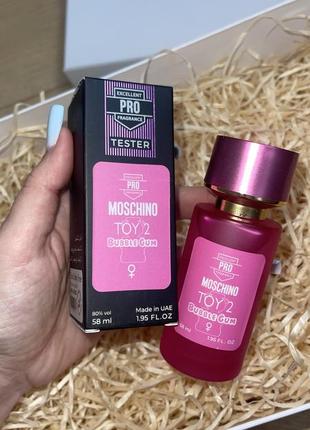 EXCELLENT
PRO
FRAGRANCE
TESTER
PRO
MOSCHINO
TOY 2
BUBBLE GUM
80% vol
58 ml
Made in UAE
1.95 FL.OZ
PRO
MOSCHINO
TOY 2
BUBBLE GUM
58 ml
1.95 FL. OZ